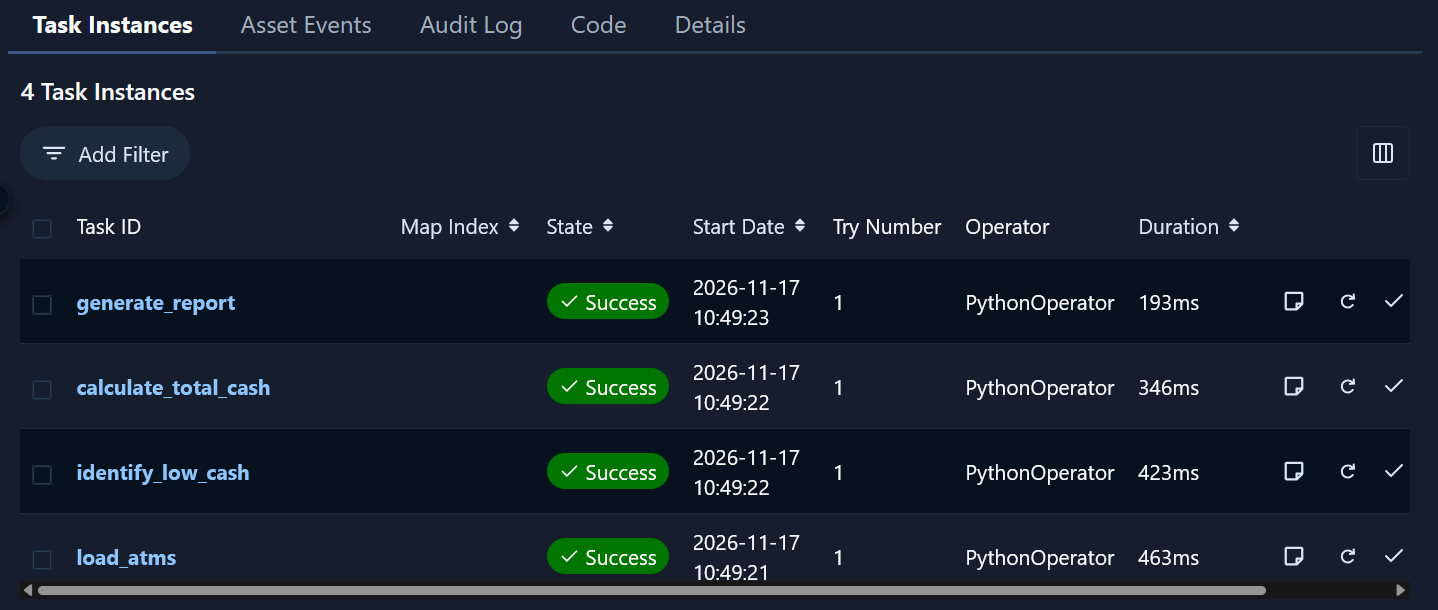 Task Instances Asset Events Audit Log Code Details
4 Task Instances
Add Filter
Task ID Map Index State Start Date Try Number Operator Duration
generate_report Success 2026-11-17 10:49:23 1 PythonOperator 193ms
calculate_total_cash Success 2026-11-17 10:49:22 1 PythonOperator 346ms
identify_low_cash Success 2026-11-17 10:49:22 1 PythonOperator 423ms
load_atms Success 2026-11-17 10:49:21 1 PythonOperator 463ms